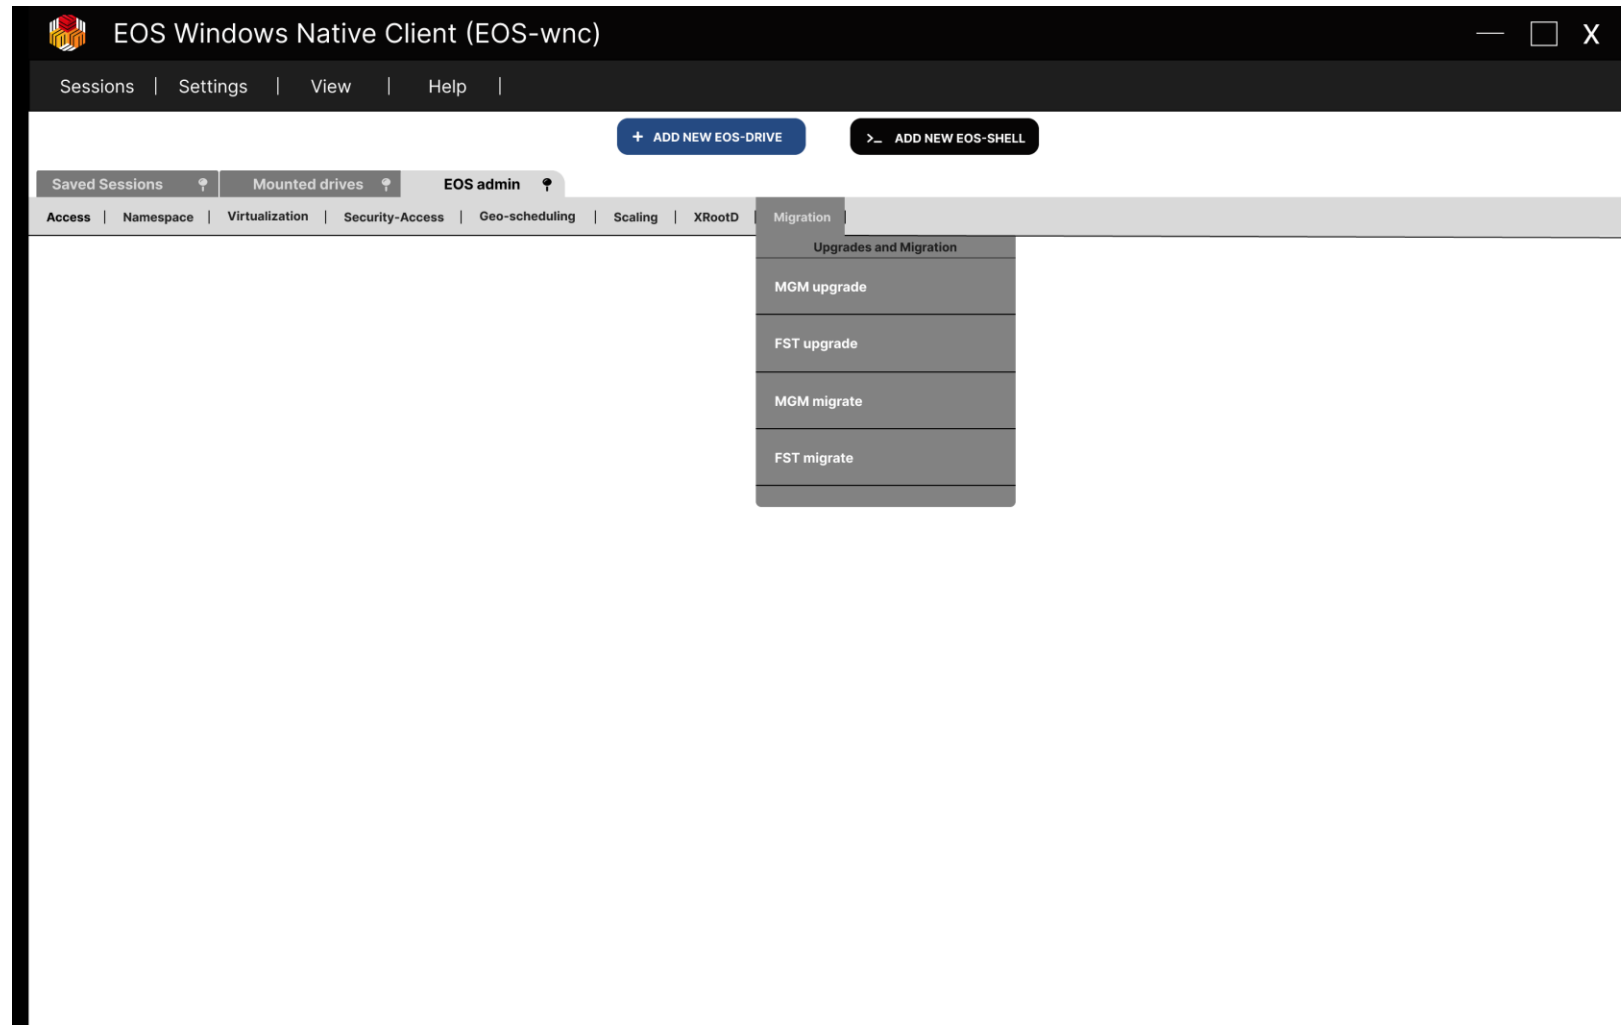 EOS Windows Native Client (EOS-wnc)
Sessions | Settings | View | Help |
+ ADD NEW EOS-DRIVE
>_ ADD NEW EOS-SHELL
Saved Sessions Mounted drives EOS admin
Access | Namespace | Virtualization | Security-Access | Geo-scheduling | Scaling | XRootD | Migration |
Upgrades and Migration
MGM upgrade
FST upgrade
MGM migrate
FST migrate